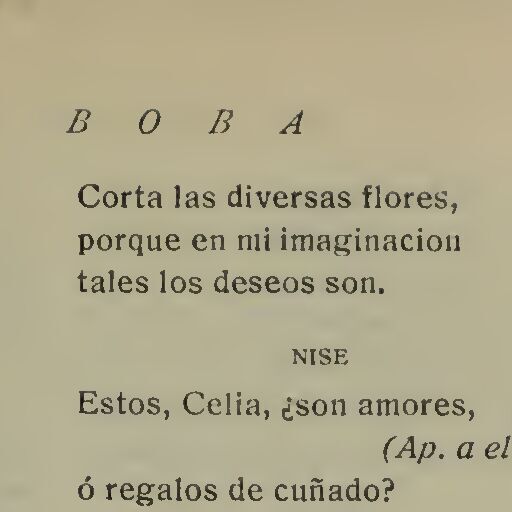 B O B A
Corta las diversas flores,
porque en mi imaginacion
tales los deseos son.
NISE
Estos, Celia, ¿son amores,
(Ap. a el
ó regalos de cuñado?